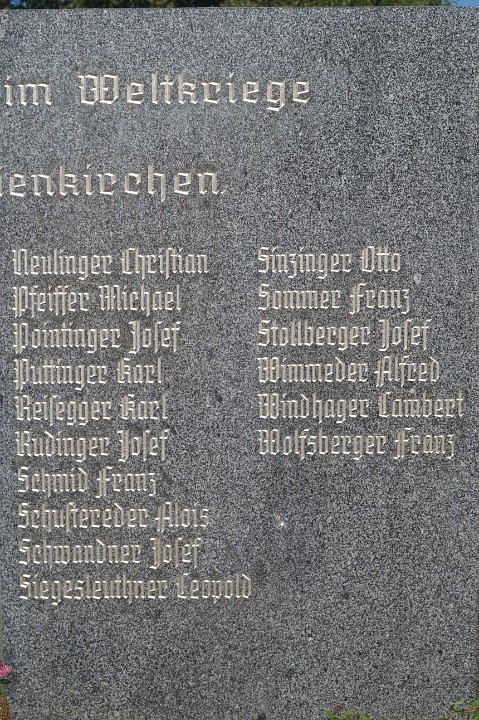 im Weltkriege
enkirchen.
Neulinger Christian
Pfeiffer Michael
Pointinger Josef
Puttinger Karl
Reisegger Karl
Rudinger Josef
Schmid Franz
Schustereder Alois
Schwandner Josef
Siegesleuthner Leopold
Sinzinger Otto
Sommer Franz
Stollberger Josef
Wimmeder Alfred
Windhager Lambert
Wolfsberger Franz